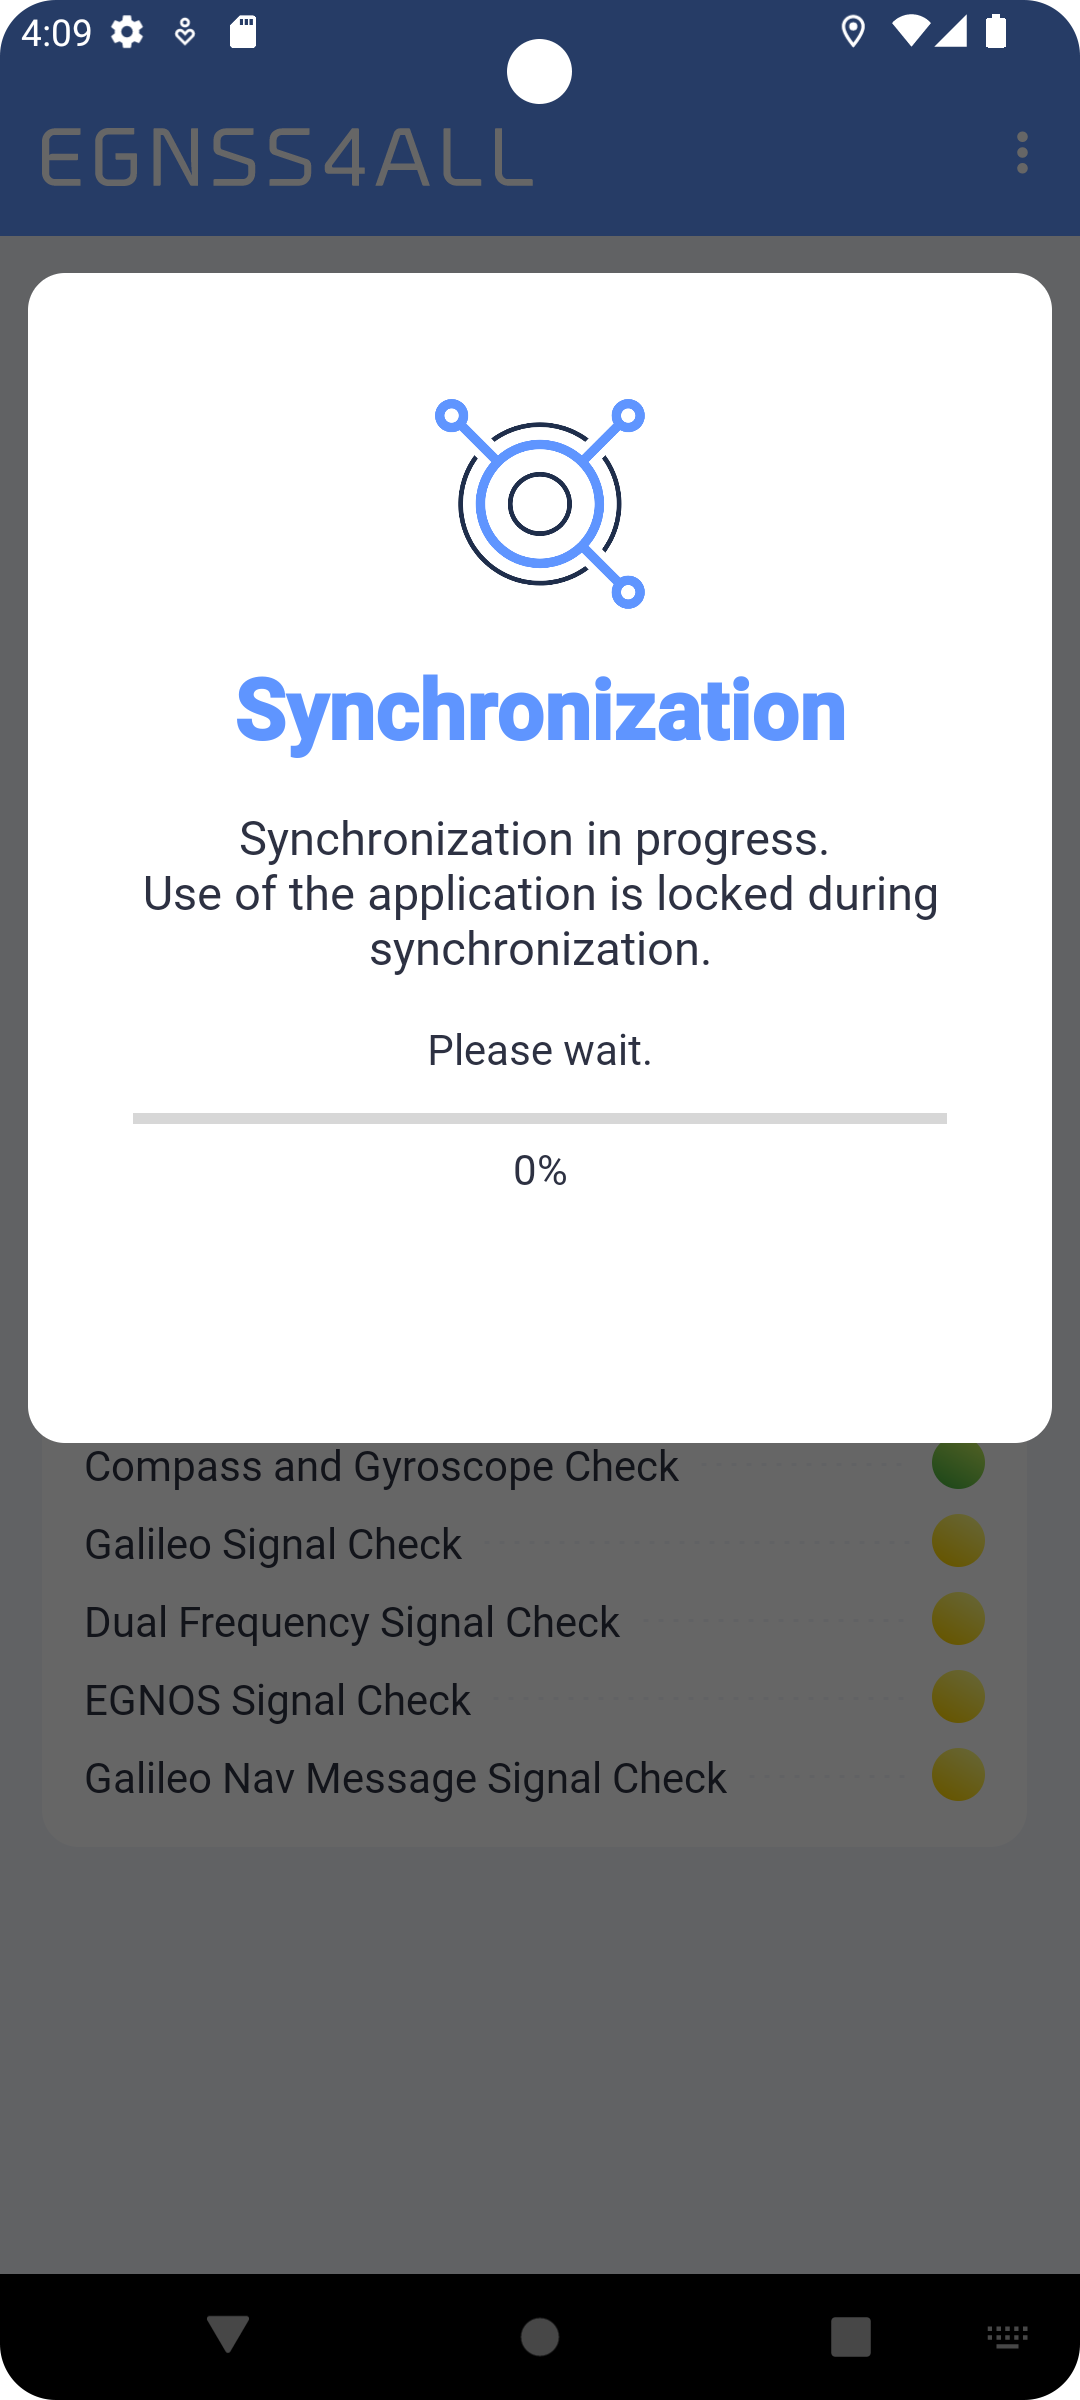 4:09
EGNSS4ALL
Synchronization
Synchronization in progress.
Use of the application is locked during
synchronization.
Please wait.
0%
Compass and Gyroscope Check
Galileo Signal Check
Dual Frequency Signal Check
EGNOS Signal Check
Galileo Nav Message Signal Check